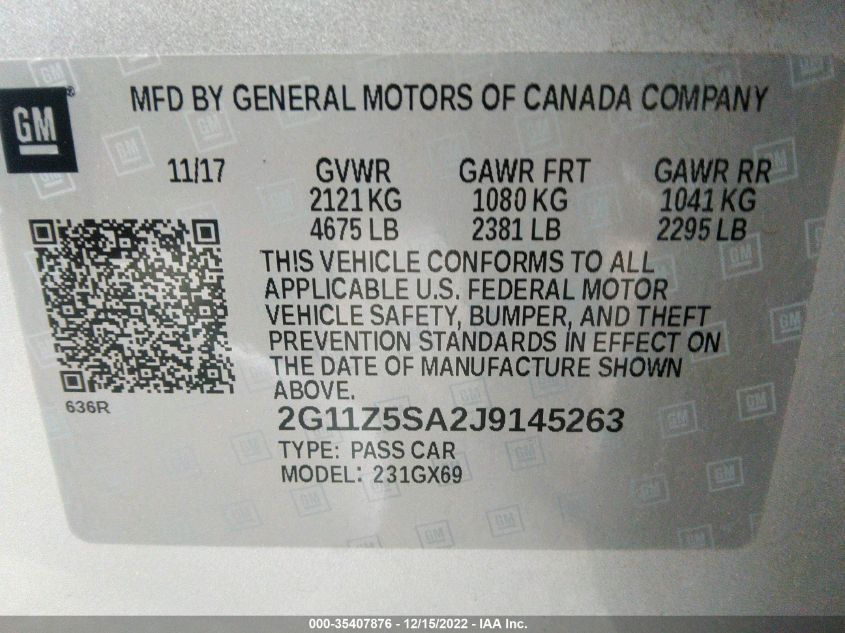 MFD BY GENERAL MOTORS OF CANADA COMPANY
GM
11/17 GVWR GAWR FRT GAWR RR
2121 KG 1080 KG 1041 KG
4675 LB 2381 LB 2295 LB
THIS VEHICLE CONFORMS TO ALL
APPLICABLE U.S. FEDERAL MOTOR
VEHICLE SAFETY, BUMPER, AND THEFT
PREVENTION STANDARDS IN EFFECT ON
THE DATE OF MANUFACTURE SHOWN
ABOVE.
636R
2G11Z5SA2J9145263
TYPE: PASS CAR
MODEL: 231GX69
000-35407876 - 12/15/2022 - IAA Inc.